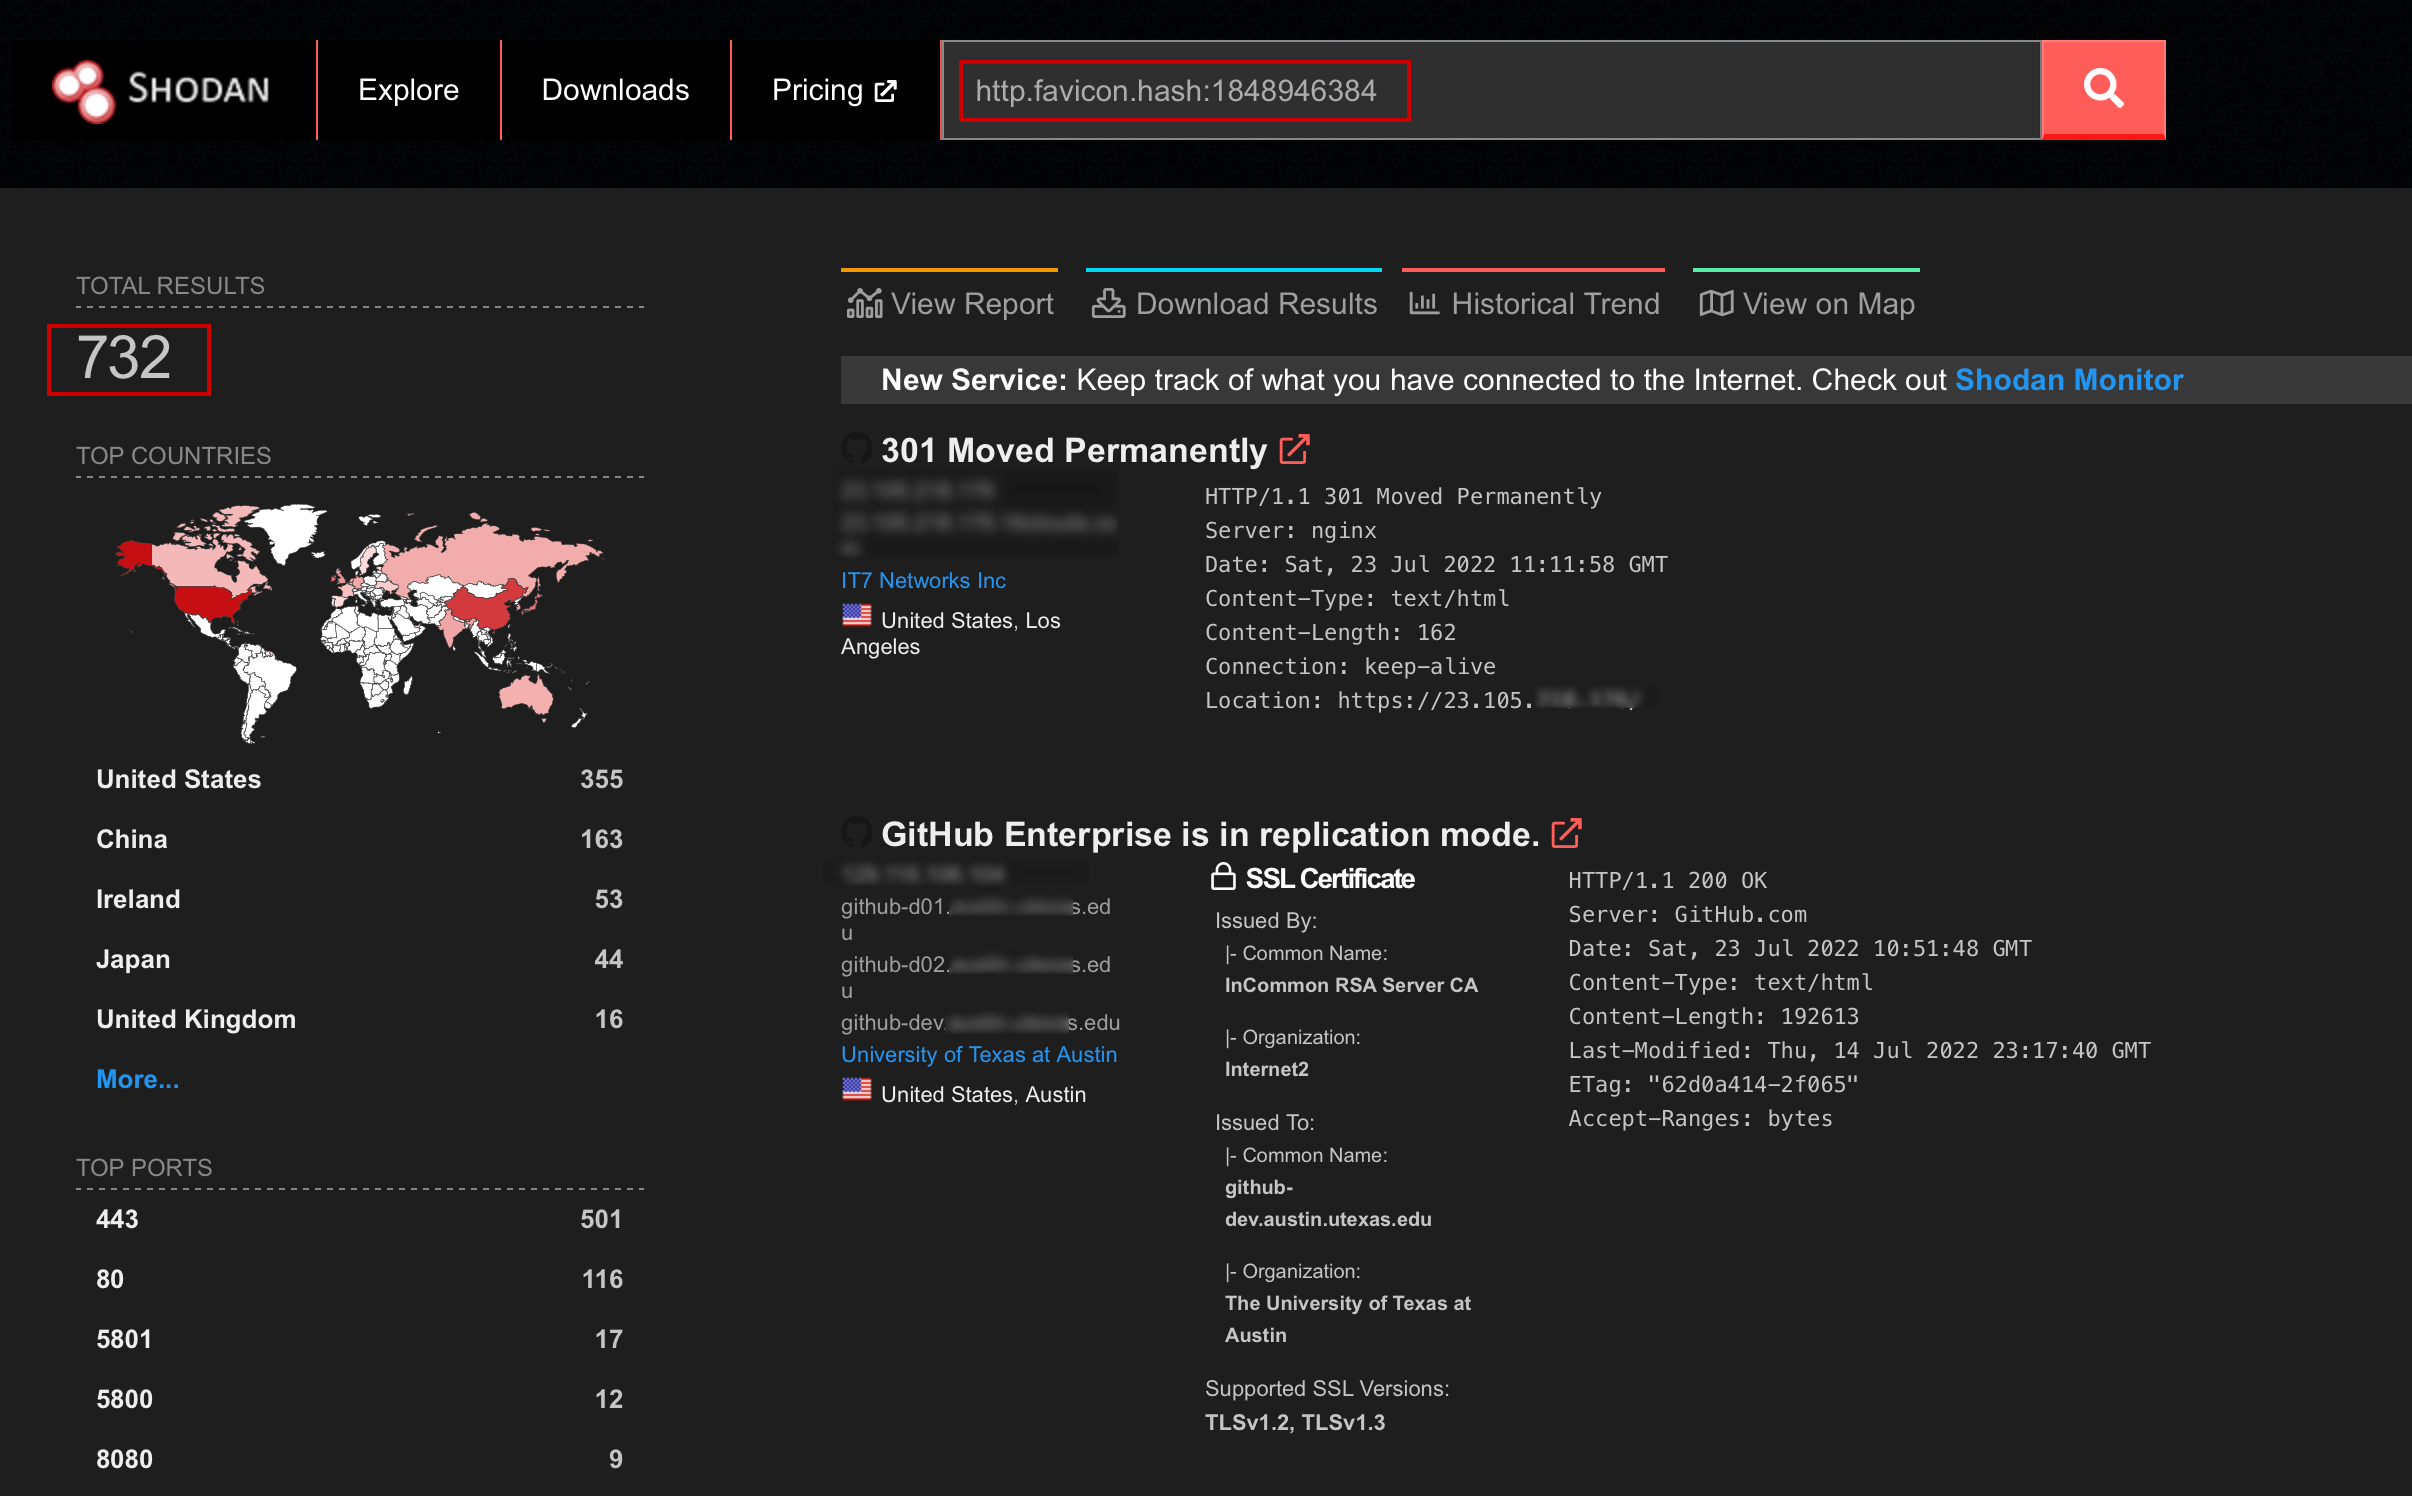 SHODAN
Explore
Downloads
Pricing
http.favicon.hash:1848946384
TOTAL RESULTS
732
TOP COUNTRIES
United States 355
China 163
Ireland 53
Japan 44
United Kingdom 16
More...
TOP PORTS
443 501
80 116
5801 17
5800 12
8080 9
View Report
Download Results
Historical Trend
View on Map
New Service: Keep track of what you have connected to the Internet. Check out Shodan Monitor
301 Moved Permanently
IT7 Networks Inc
United States, Los
Angeles
HTTP/1.1 301 Moved Permanently
Server: nginx
Date: Sat, 23 Jul 2022 11:11:58 GMT
Content-Type: text/html
Content-Length: 162
Connection: keep-alive
Location: https://23.105.
GitHub Enterprise is in replication mode.
github-d01. s.ed
u
github-d02. s.ed
u
github-dev. s.edu
University of Texas at Austin
United States, Austin
SSL Certificate
Issued By:
|- Common Name:
InCommon RSA Server CA
|- Organization:
Internet2
Issued To:
|- Common Name:
github-
dev.austin.utexas.edu
|- Organization:
The University of Texas at
Austin
Supported SSL Versions:
TLSv1.2, TLSv1.3
HTTP/1.1 200 OK
Server: GitHub.com
Date: Sat, 23 Jul 2022 10:51:48 GMT
Content-Type: text/html
Content-Length: 192613
Last-Modified: Thu, 14 Jul 2022 23:17:40 GMT
ETag: "62d0a414-2f065"
Accept-Ranges: bytes